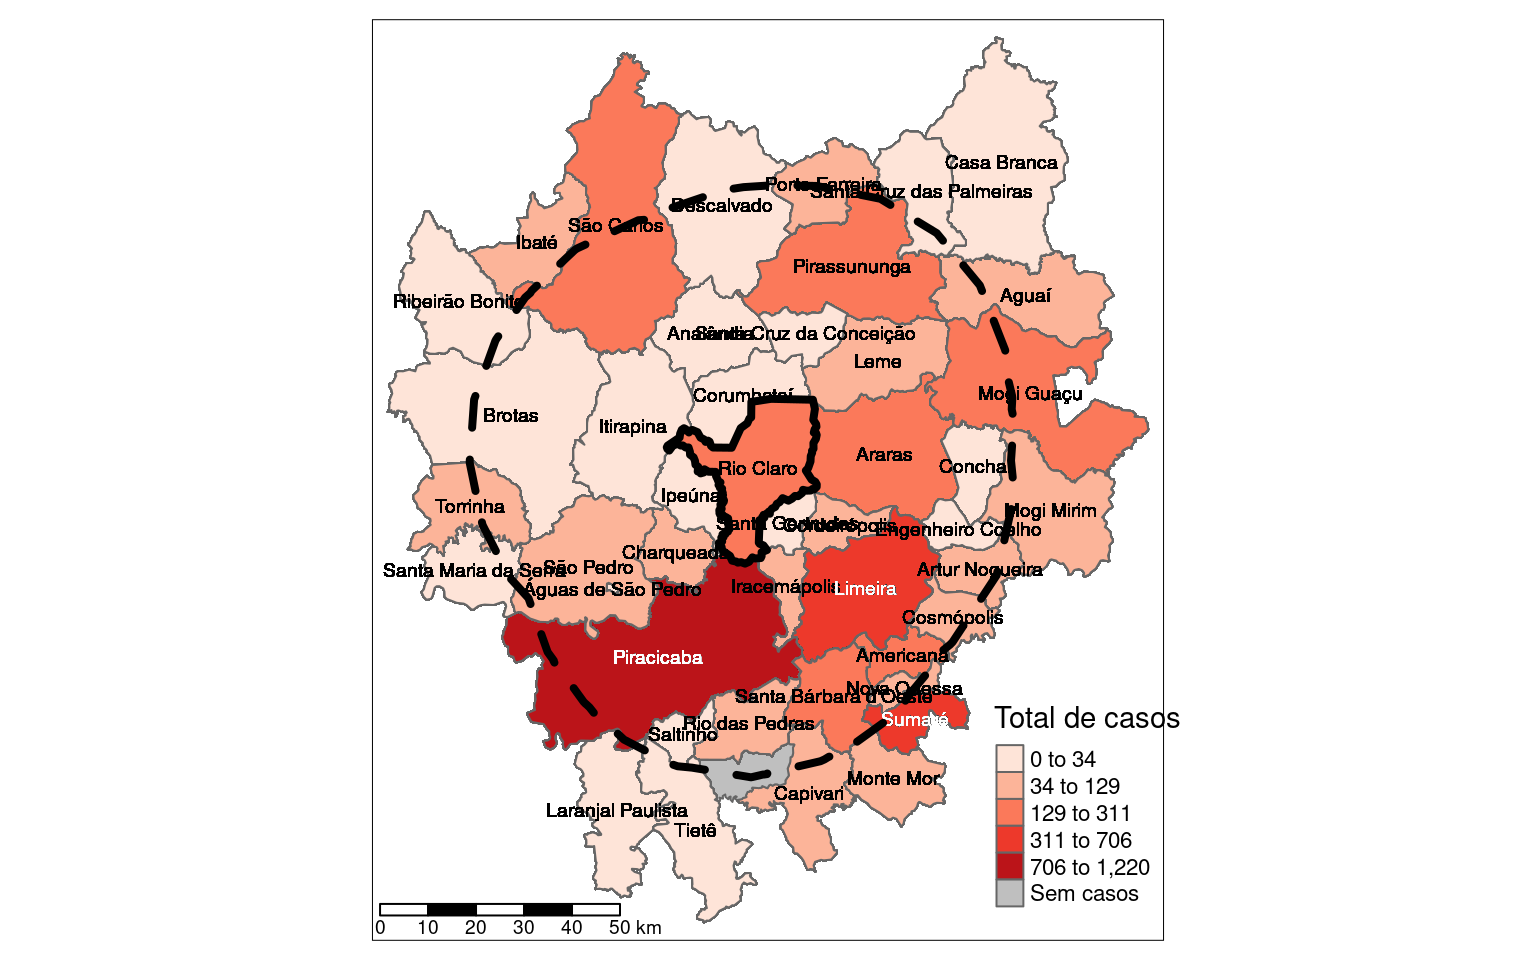 Casa Branca
Porto Ferreira
Santa Cruz das Palmeiras
Descalvado
São Carlos
Ibaté
Pirassununga
Aguaí
Ribeirão Bonito
Analândia
Santa Cruz da Conceição
Leme
Mogi Guaçu
Corumbataí
Brotas
Itirapina
Araras
Conchal
Rio Claro
Ipeúna
Torrinha
Mogi Mirim
Santa Gertrudes
Cordeirópolis
Engenheiro Coelho
Charqueada
São Pedro
Santa Maria da Serra
Artur Nogueira
Águas de São Pedro
Iracemápolis
Limeira
Cosmópolis
Piracicaba
Americana
Nova Odessa
Santa Bárbara d'Oeste
Sumaré
Rio das Pedras
Saltinho
Monte Mor
Capivari
Laranjal Paulista
Tietê
Total de casos
0 to 34
34 to 129
129 to 311
311 to 706
706 to 1,220
Sem casos
0 10 20 30 40 50 km